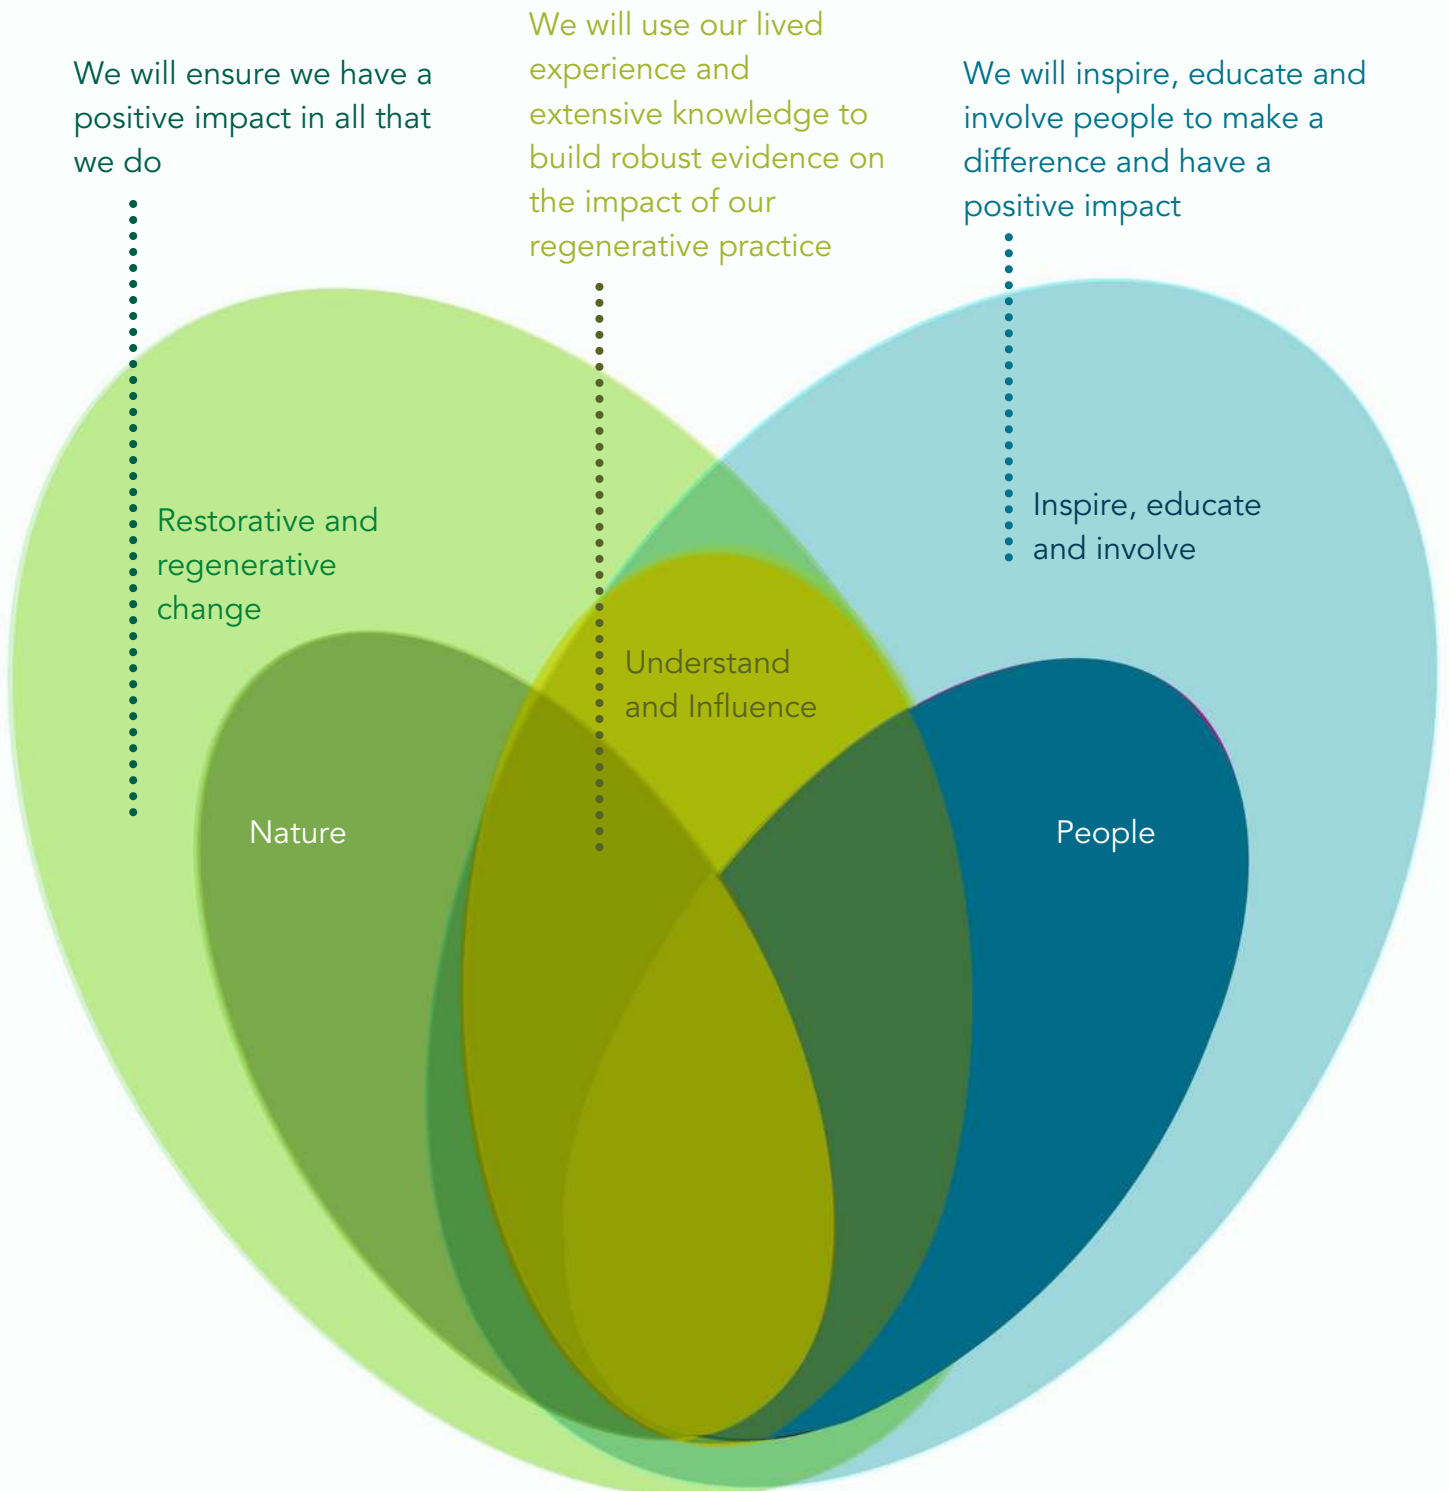 We will ensure we have a
positive impact in all that
we do
We will use our lived
experience and
extensive knowledge to
build robust evidence on
the impact of our
regenerative practice
We will inspire, educate and
involve people to make a
difference and have a
positive impact
Restorative and
regenerative
change
Understand
and Influence
Inspire, educate
and involve
Nature
People